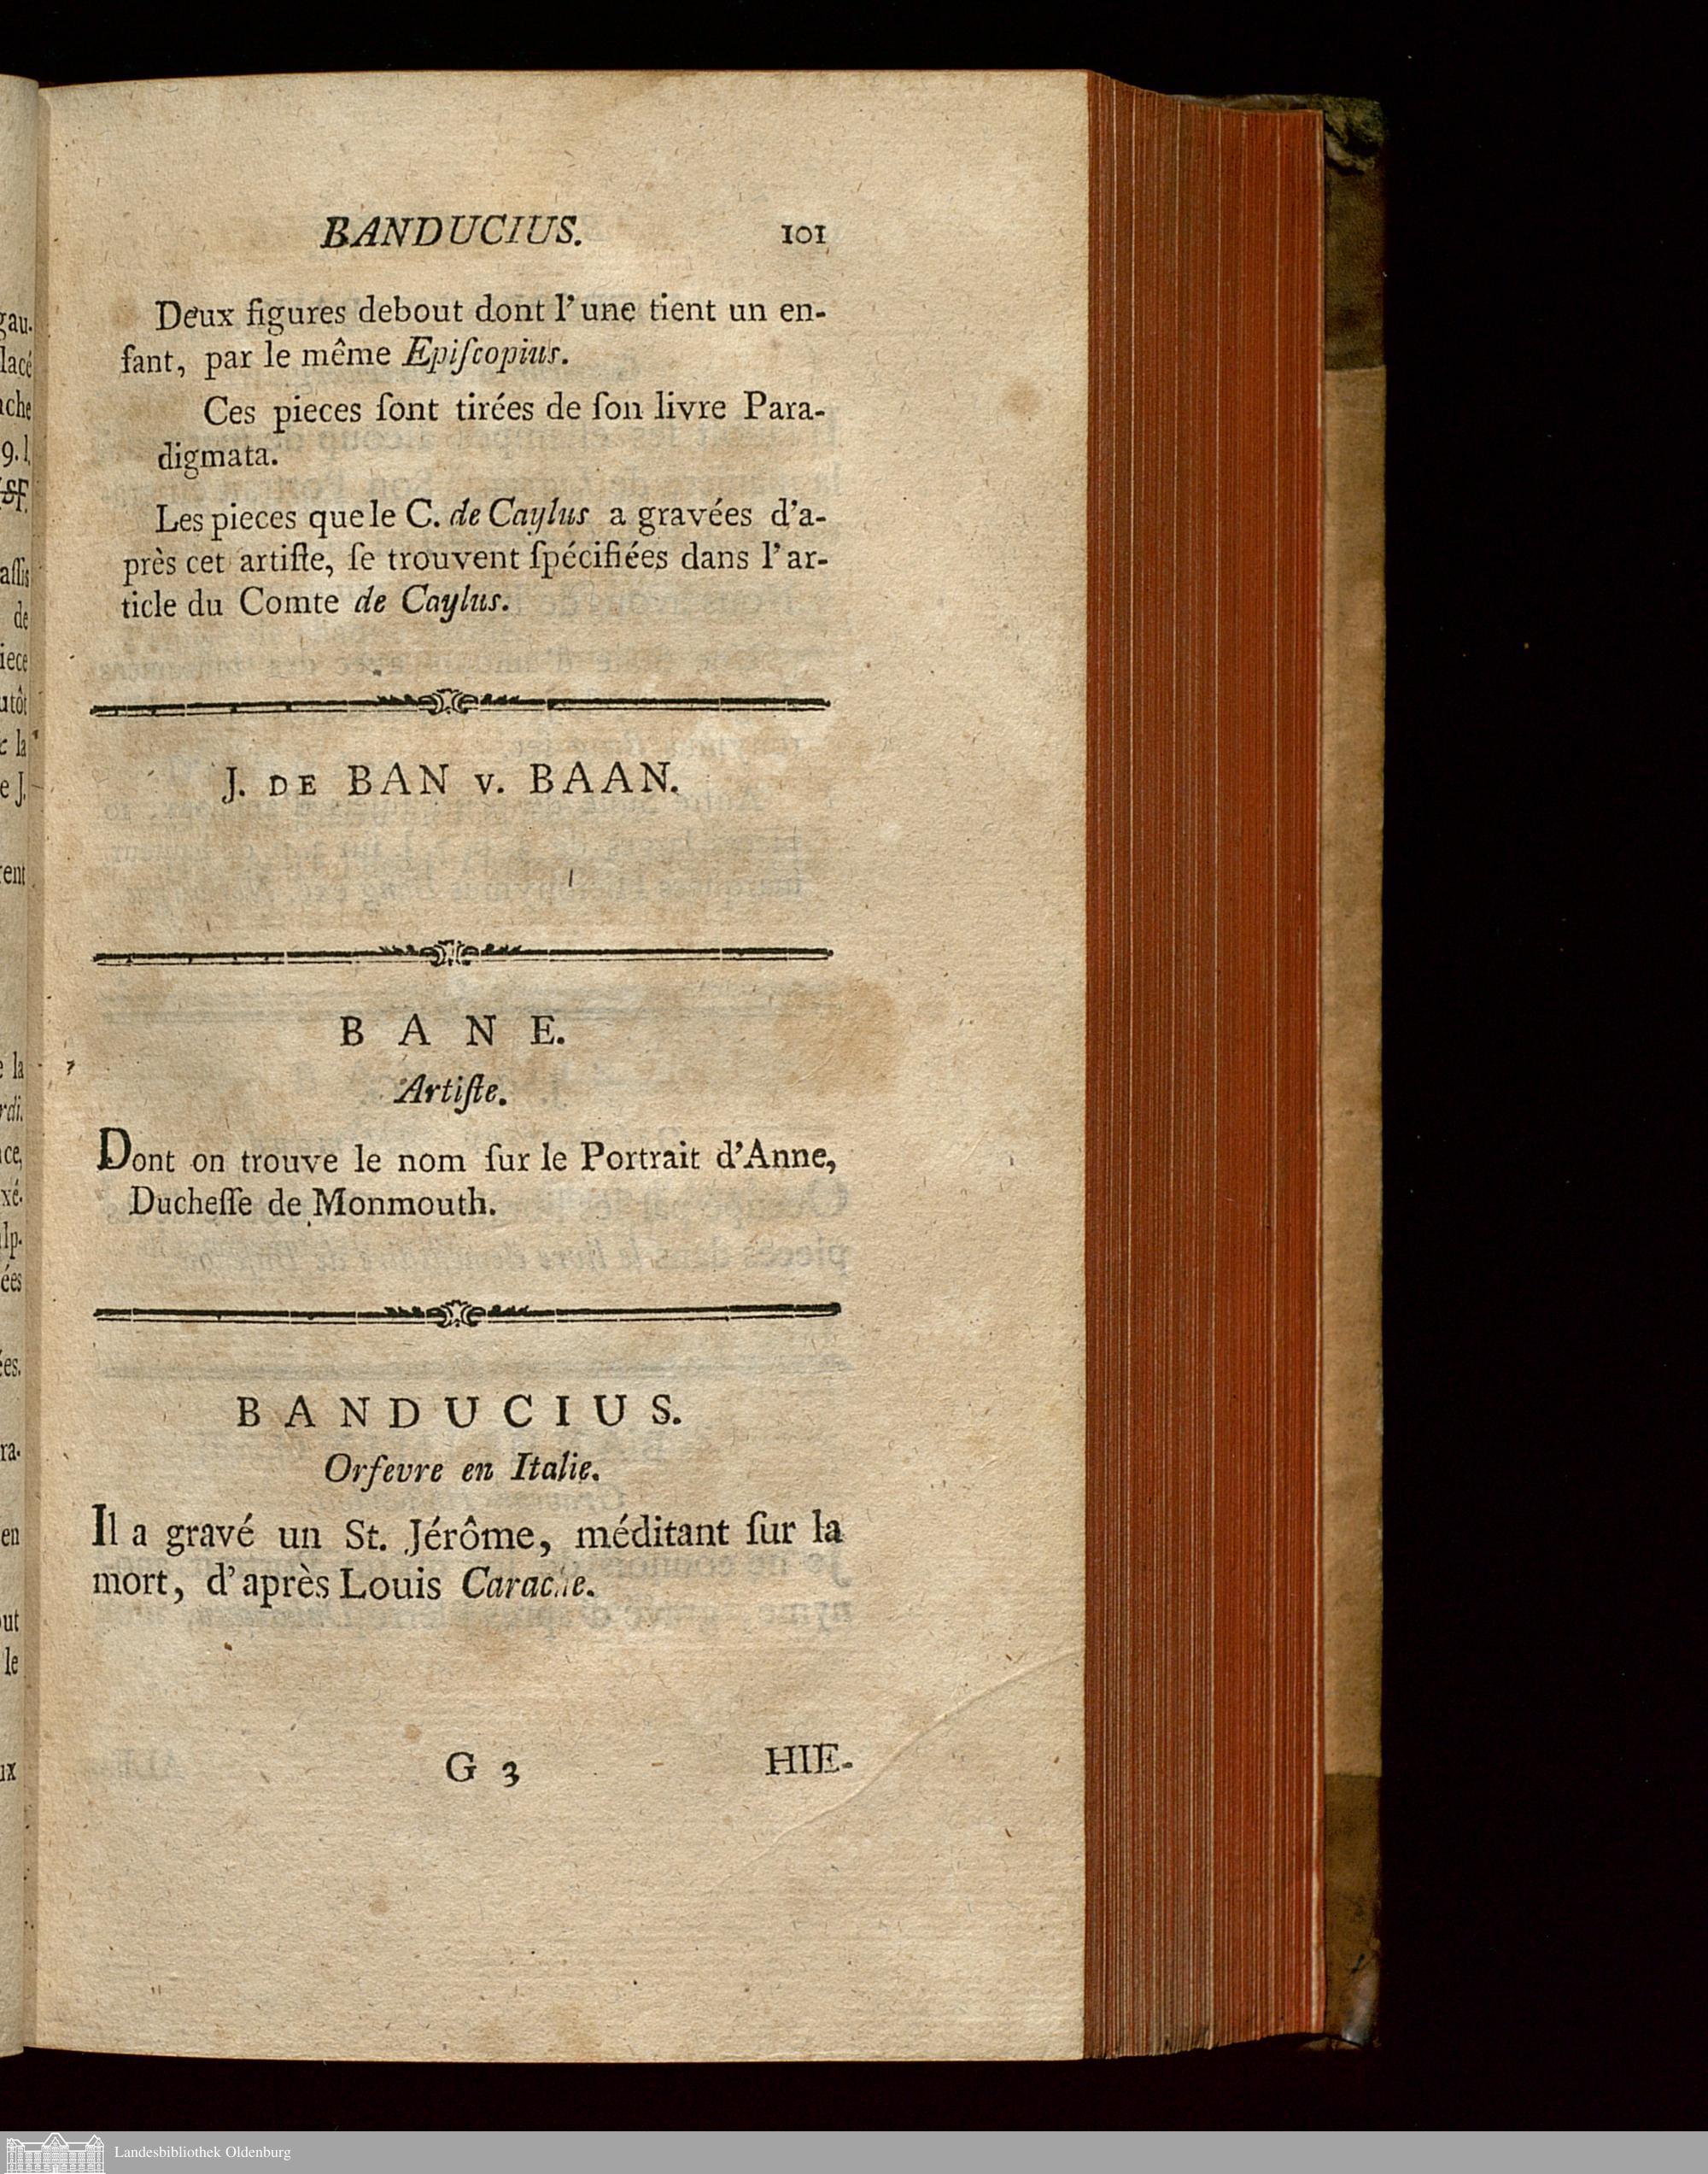 BANDUCIUS. 101
Deux figures debout dont l'une tient un en-
fant, par le même Epiſcopius.
Ces pieces ſont tirées de ſon livre Para-
digmata.
Les pieces que le C. de Caylus a gravées d'a-
près cet artiſte, ſe trouvent ſpécifiées dans l'ar-
ticle du Comte de Caylus.
J. DE BAN v. BAAN.
BANE.
Artiſte.
Dont on trouve le nom ſur le Portrait d'Anne,
Ducheſſe de Monmouth.
BANDUCIUS.
Orfevre en Italie.
Il a gravé un St. Jérôme, méditant ſur la
mort, d'après Louis Carache.
G 3 HIE-
Landesbibliothek Oldenburg